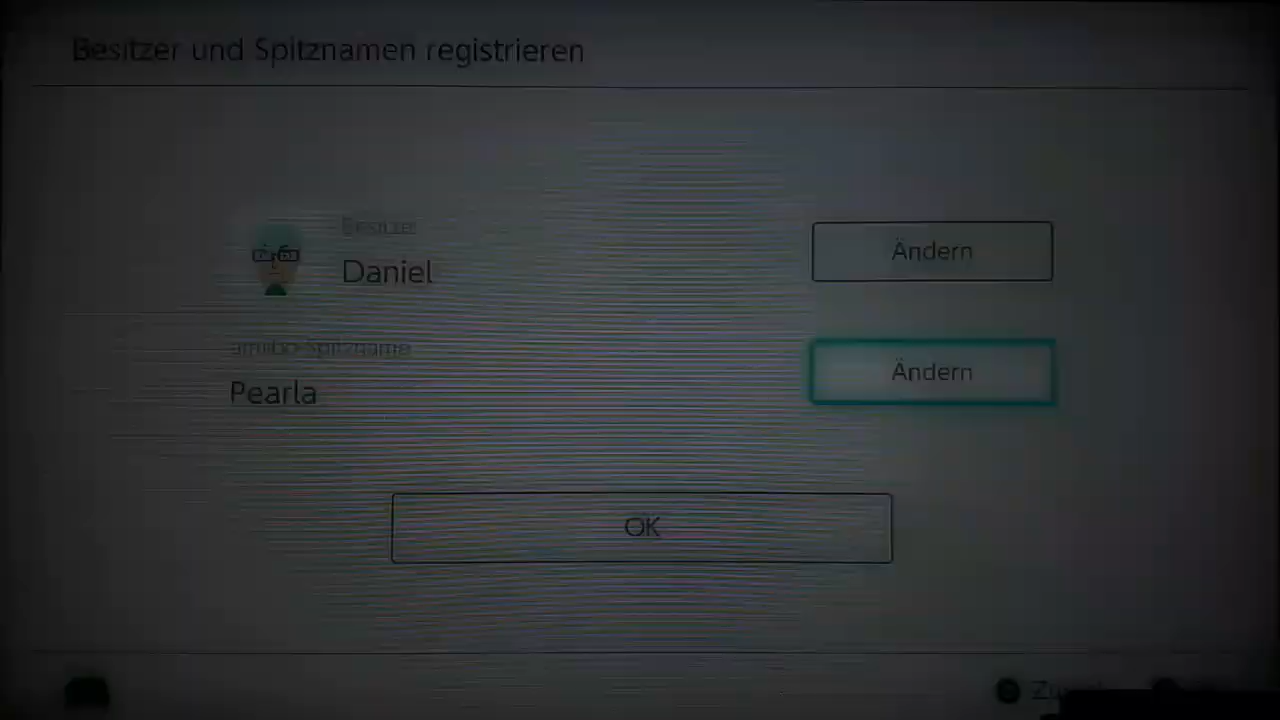 Besitzer und Spitznamen registrieren
Besitzer
Daniel
Ändern
amiibo-Spitzname
Pearla
Ändern
OK